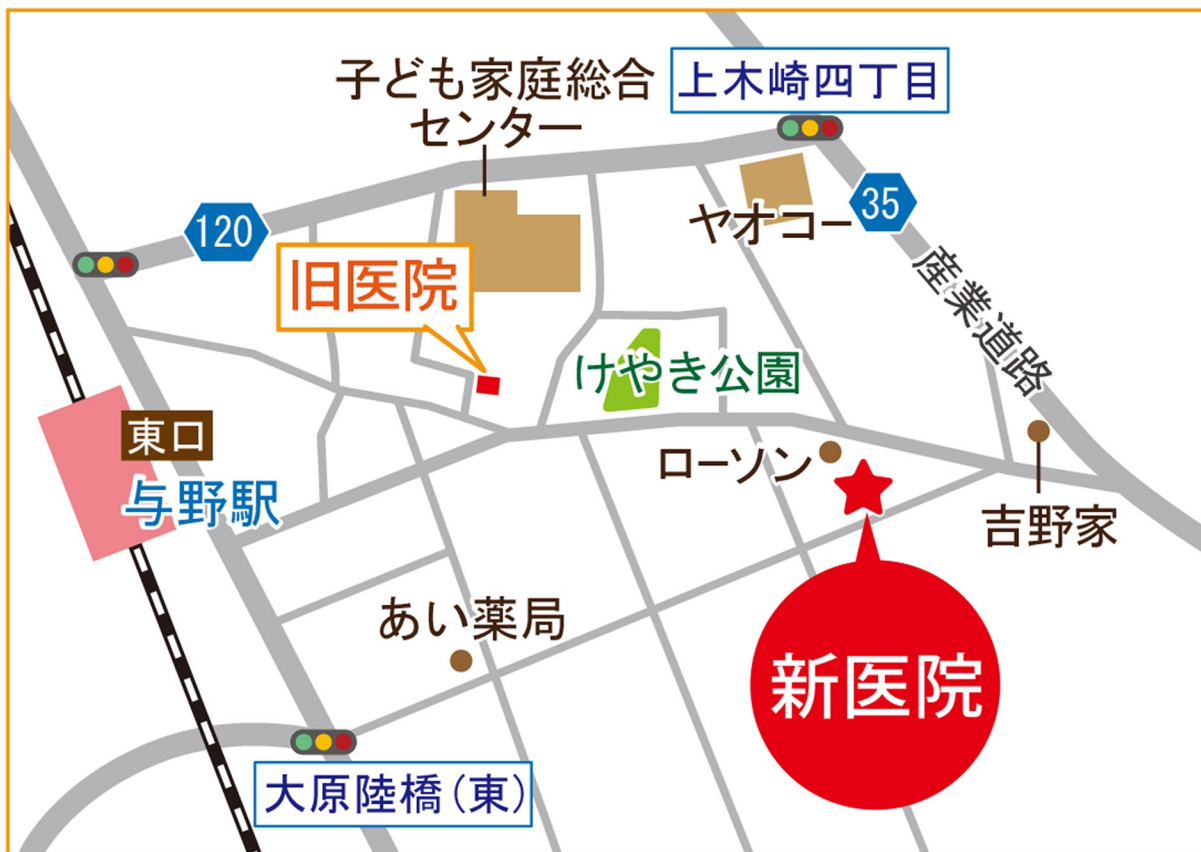 子ども家庭総合
センター
上木崎四丁目
120
35
ヤオコー
産業道路
旧医院
けやき公園
東口
与野駅
ローソン
吉野家
あい薬局
新医院
大原陸橋（東）